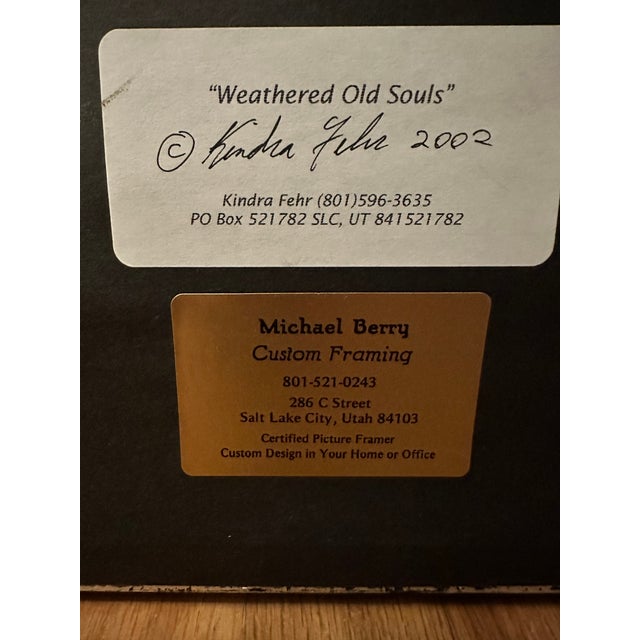 “Weathered Old Souls”
© Kindra Fehr 2002
Kindra Fehr (801)596-3635
PO Box 521782 SLC, UT 841521782
Michael Berry
Custom Framing
801-521-0243
286 C Street
Salt Lake City, Utah 84103
Certified Picture Framer
Custom Design in Your Home or Office